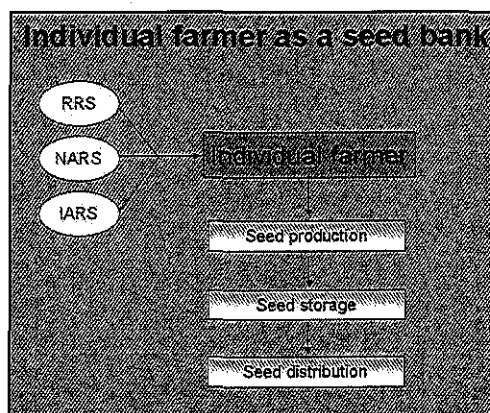 Individual farmer as a seed bank
RRS
NARS
Individual farmer
IARS
Seed production
Seed storage
Seed distribution